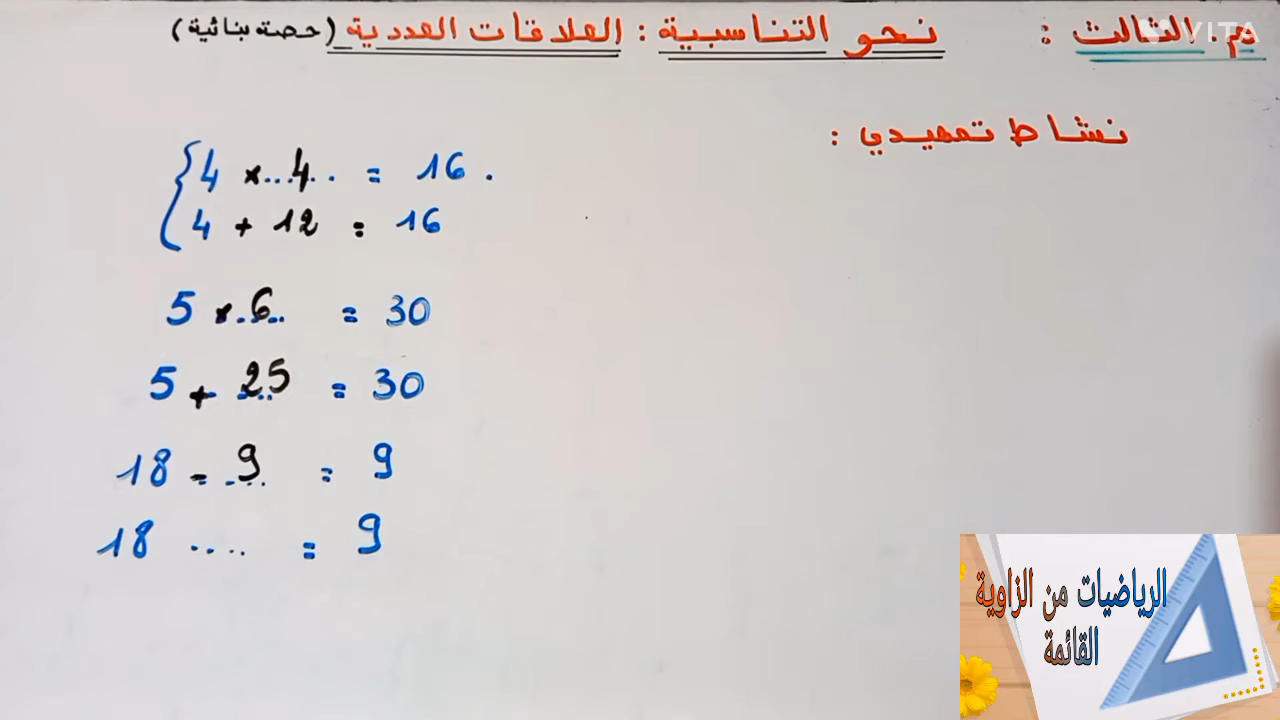 م. الثالث : نحو التناسبية : العلاقات العددية (حصة بنائية)
VITA
نشاط تمهيدي :
4 × ...4... = 16 .
4 + 12 = 16
5 × .6... = 30
5 + 25 = 30
18 - 9 = 9
18 .... = 9
الرياضيات من الزاوية
القائمة